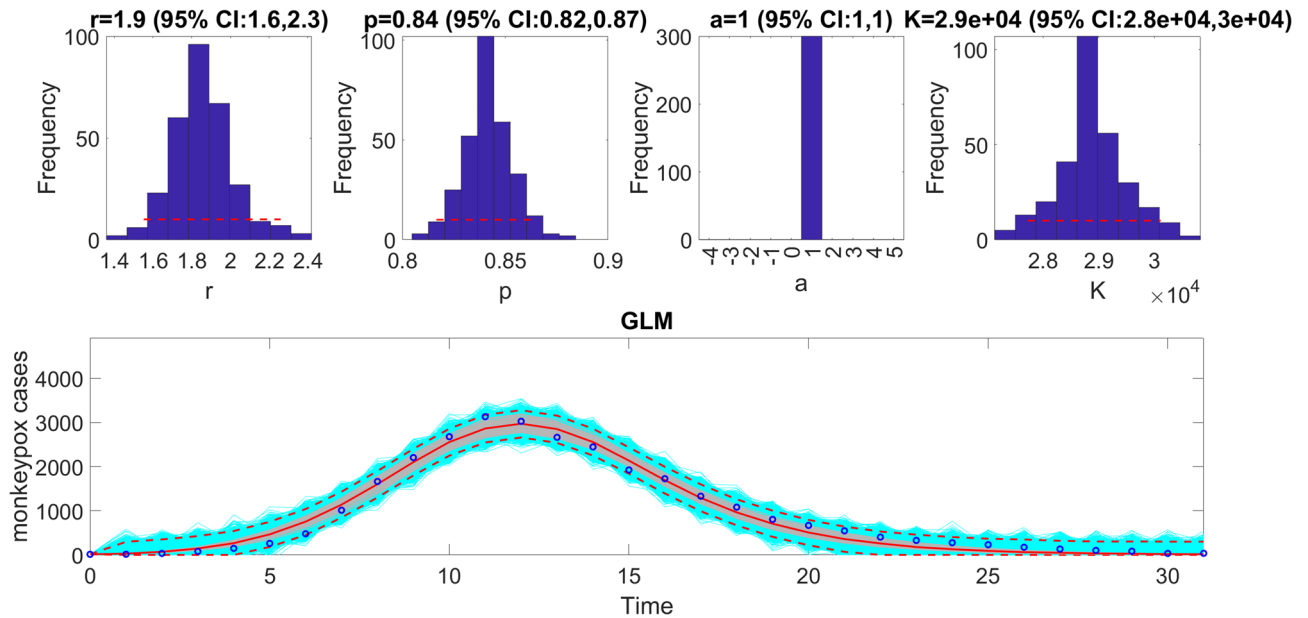 r=1.9 (95% CI:1.6,2.3)
100
50
0
Frequency
1.4 1.6 1.8 2 2.2 2.4
r
p=0.84 (95% CI:0.82,0.87)
100
50
0
Frequency
0.8 0.85 0.9
p
a=1 (95% CI:1,1)
300
200
100
0
Frequency
-4 -3 -2 -1 0 1 2 3 4 5
a
K=2.9e+04 (95% CI:2.8e+04,3e+04)
100
50
0
Frequency
2.8 2.9 3
K
×10⁴
GLM
4000
3000
2000
1000
0
monkeypox cases
0 5 10 15 20 25 30
Time